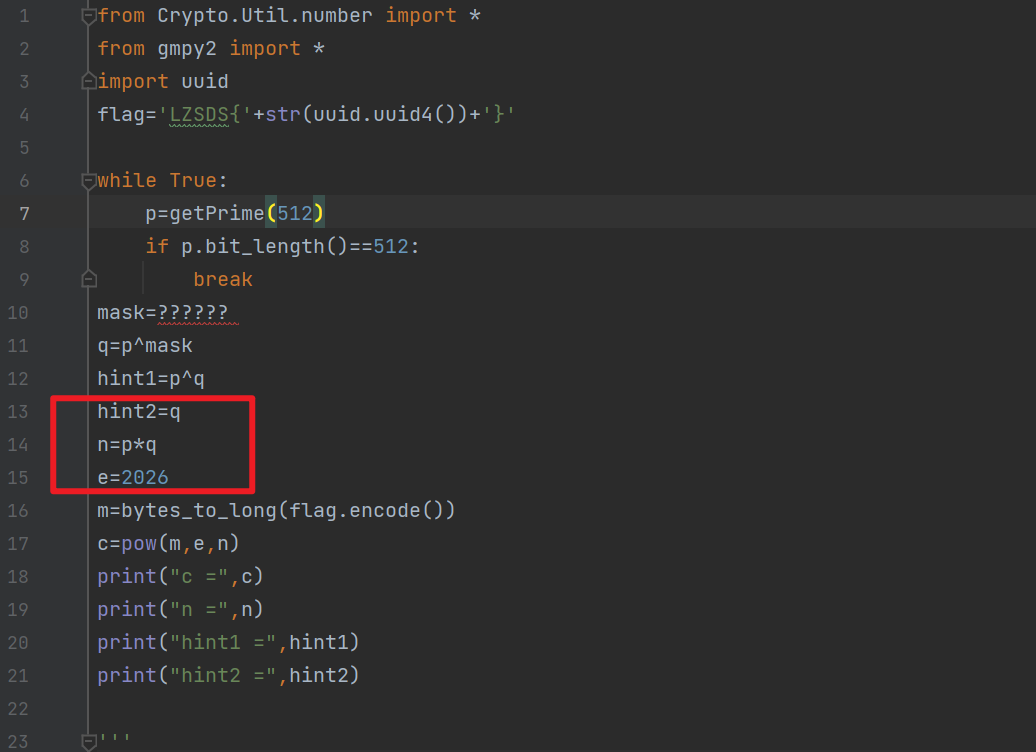 1 from Crypto.Util.number import *
2 from gmpy2 import *
3 import uuid
4 flag='LZSDS{'+str(uuid.uuid4())+'}'
5
6 while True:
7     p=getPrime(512)
8     if p.bit_length()==512:
9         break
10 mask=??????
11 q=p^mask
12 hint1=p^q
13 hint2=q
14 n=p*q
15 e=2026
16 m=bytes_to_long(flag.encode())
17 c=pow(m,e,n)
18 print("c =",c)
19 print("n =",n)
20 print("hint1 =",hint1)
21 print("hint2 =",hint2)
22
23 '''